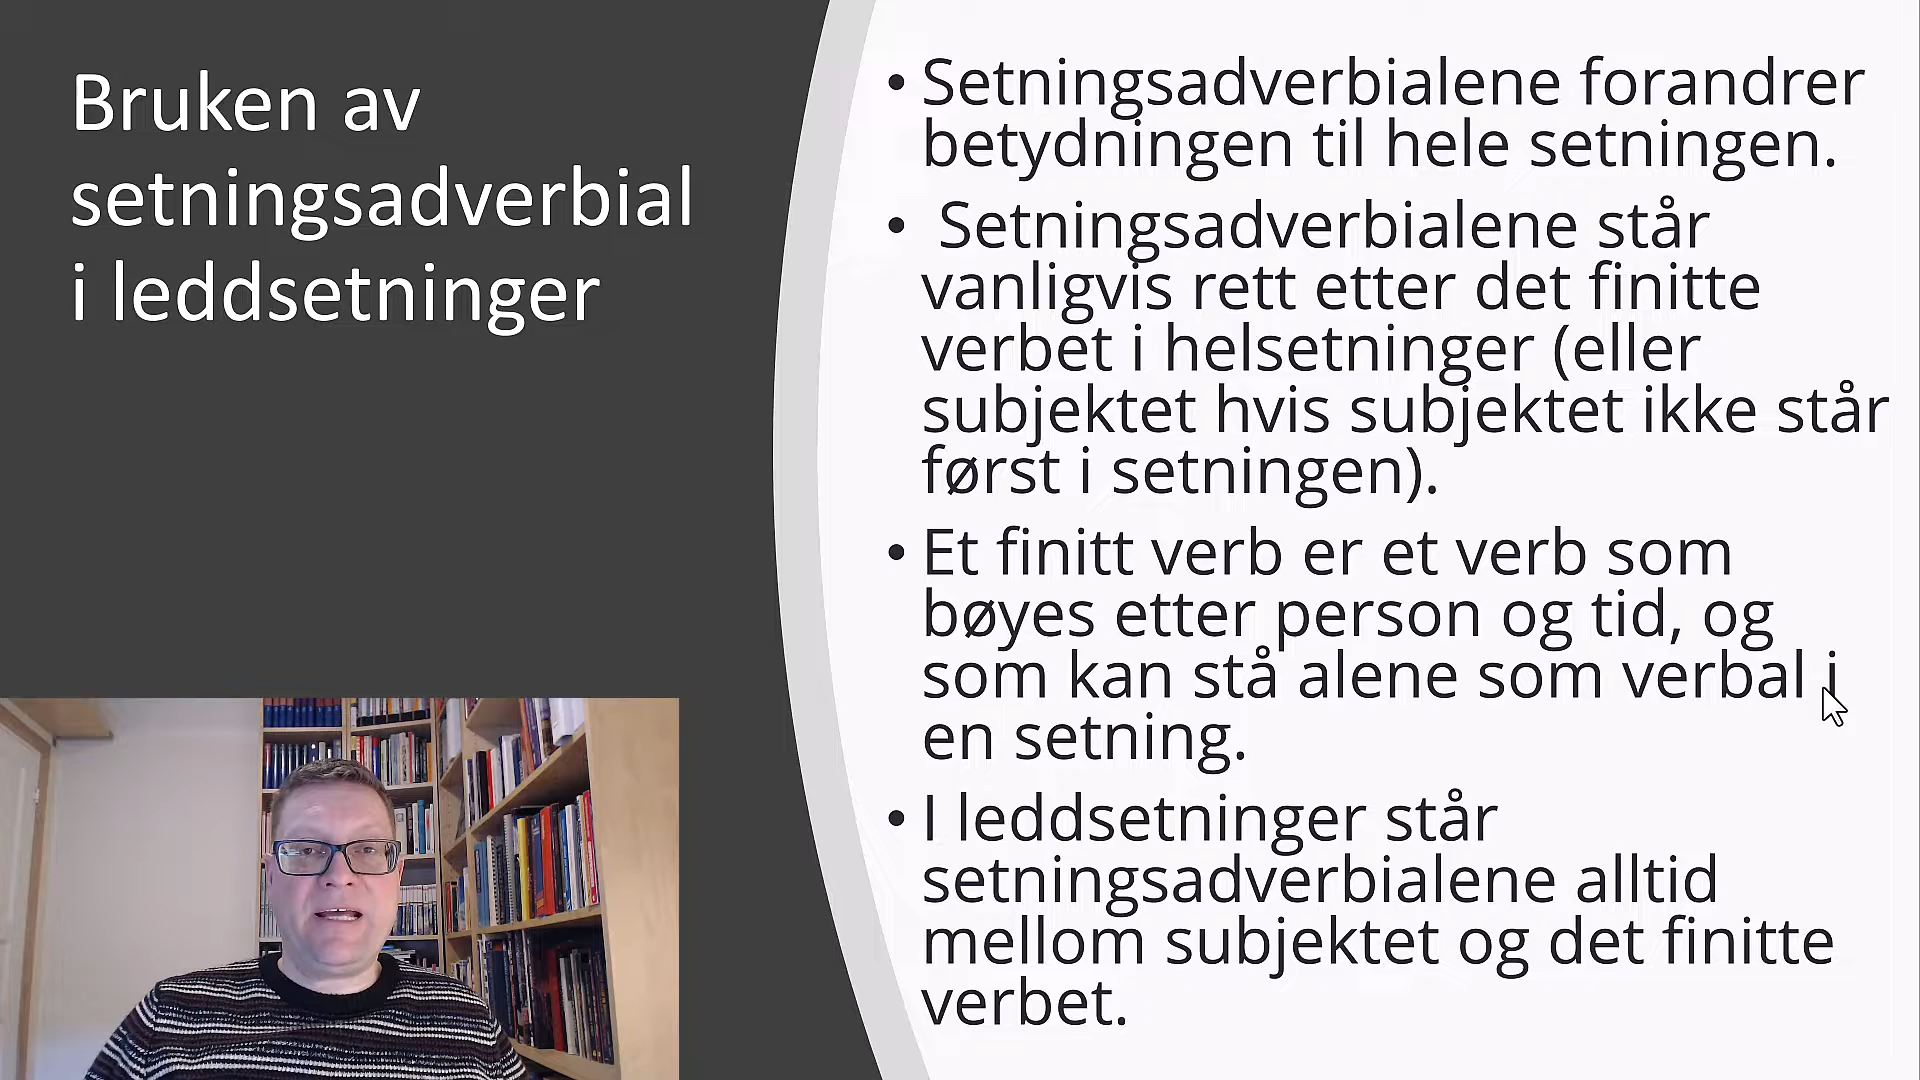 Bruken av
setningsadverbial
i leddsetninger
• Setningsadverbialene forandrer
betydningen til hele setningen.
• Setningsadverbialene står
vanligvis rett etter det finitte
verbet i helsetninger (eller
subjektet hvis subjektet ikke står
først i setningen).
• Et finitt verb er et verb som
bøyes etter person og tid, og
som kan stå alene som verbal i
en setning.
• I leddsetninger står
setningsadverbialene alltid
mellom subjektet og det finitte
verbet.